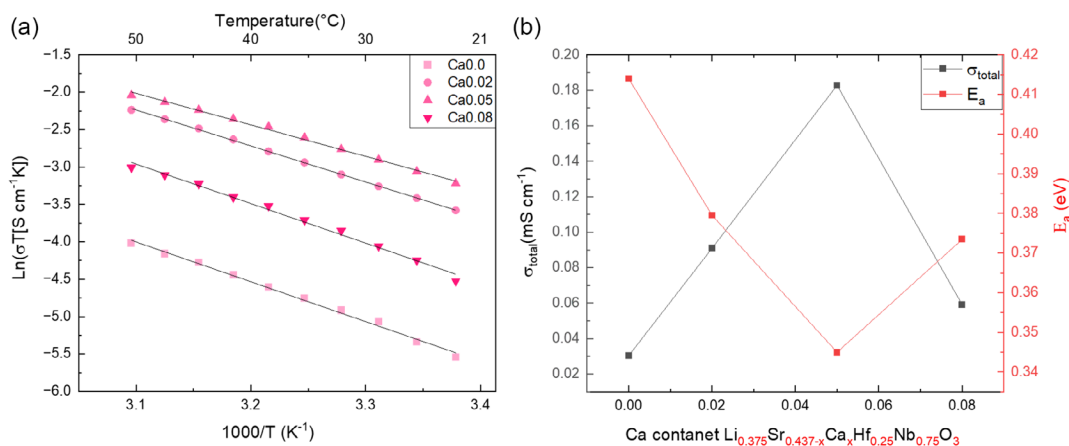 (a)
Temperature(°C)
50 40 30 21
−1.5
−2.0
−2.5
−3.0
−3.5
−4.0
−4.5
−5.0
−5.5
−6.0
Ln(σT[S cm⁻¹K])
Ca0.0
Ca0.02
Ca0.05
Ca0.08
3.1 3.2 3.3 3.4
1000/T (K⁻¹)
(b)
0.20
0.18
0.16
0.14
0.12
0.10
0.08
0.06
0.04
0.02
σtotal(mS cm⁻¹)
σtotal
Eₐ
0.42
0.41
0.40
0.39
0.38
0.37
0.36
0.35
0.34
Eₐ (eV)
0.00 0.02 0.04 0.06 0.08
Ca contanet Li₀.₃₇₅Sr₀.₄₃₇₋ₓCaₓHf₀.₂₅Nb₀.₇₅O₃